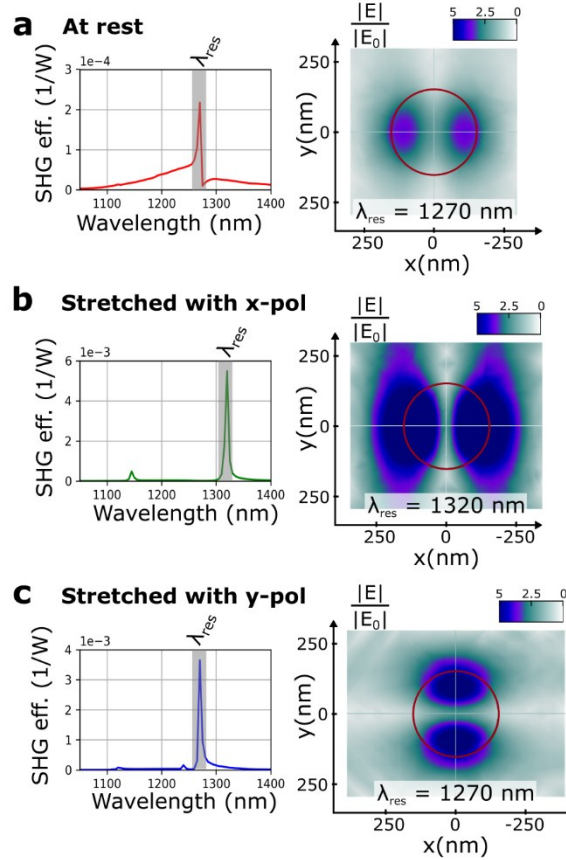 a At rest
1e−4
λres
SHG eff. (1/W)
3
2
1
0
1100 1200 1300 1400
Wavelength (nm)
|E|
|E0|
5 2.5 0
y(nm)
250
0
250
λres = 1270 nm
250 0 -250
x(nm)
b Stretched with x-pol
1e−3
λres
SHG eff. (1/W)
6
4
2
0
1100 1200 1300 1400
Wavelength (nm)
|E|
|E0|
5 2.5 0
y(nm)
250
0
250
λres = 1320 nm
250 0 -250
x(nm)
c Stretched with y-pol
1e−3
λres
SHG eff. (1/W)
4
3
2
1
0
1100 1200 1300 1400
Wavelength (nm)
|E|
|E0|
5 2.5 0
y(nm)
250
0
250
λres = 1270 nm
250 0 -250
x(nm)